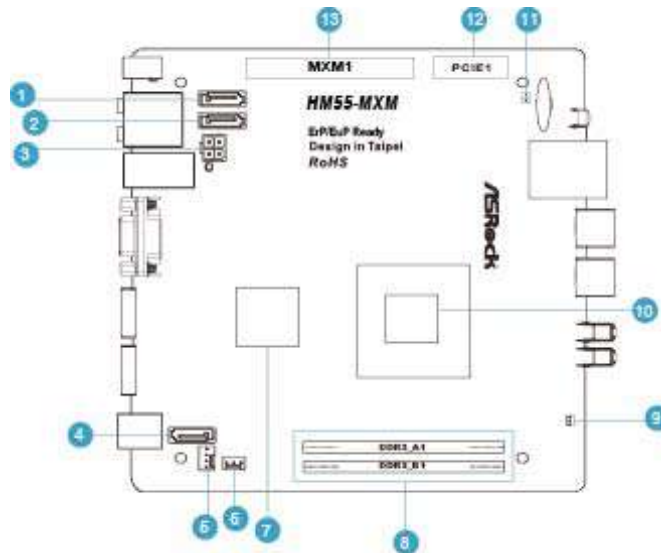 13
12
11
MXM1
PCIE1
1
HM55-MXM
2
ErP/EuP Ready
3
Design in Taipei
RoHS
ASRock
10
4
9
DDR3_A1
DDR3_B1
5
6
7
8